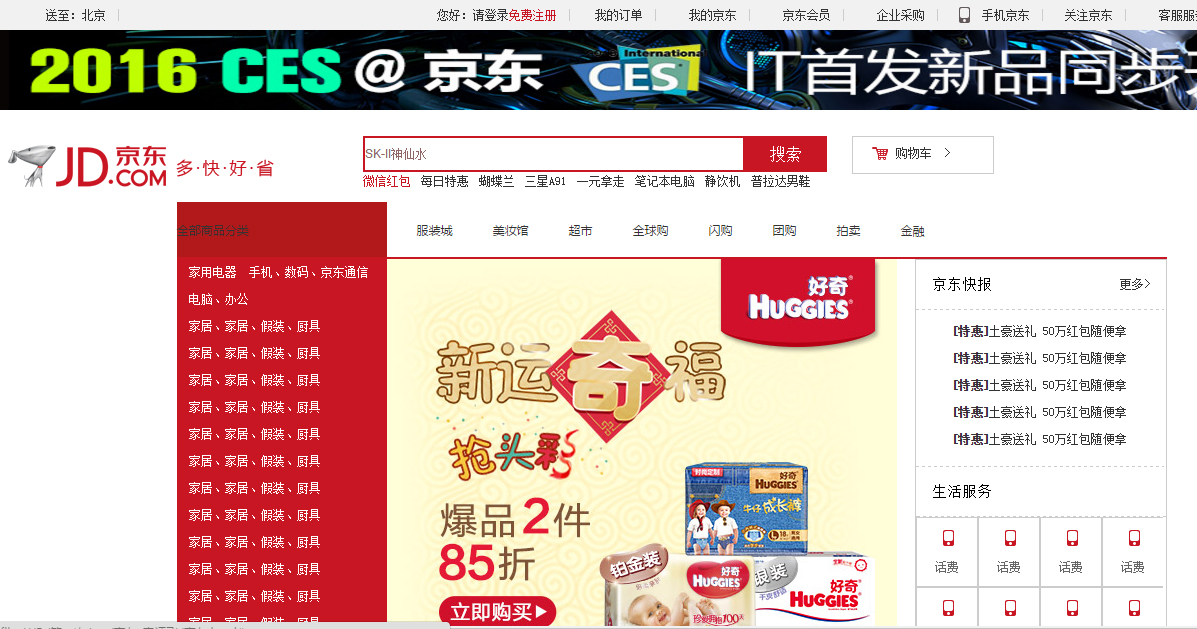 送至：北京 您好：请登录免费注册 我的订单 我的京东 京东会员 企业采购 手机京东 关注京东 客服服
2016 CES @ 京东 International CES IT首发新品同步
JD.COM 京东 多·快·好·省
SK-II神仙水 搜索 购物车
微信红包 每日特惠 蝴蝶兰 三星A91 一元拿走 笔记本电脑 静饮机 普拉达男鞋
全部商品分类 服装城 美妆馆 超市 全球购 闪购 团购 拍卖 金融
家用电器 手机、数码、京东通信
电脑、办公
家居、家居、假装、厨具
家居、家居、假装、厨具
家居、家居、假装、厨具
家居、家居、假装、厨具
家居、家居、假装、厨具
家居、家居、假装、厨具
家居、家居、假装、厨具
家居、家居、假装、厨具
家居、家居、假装、厨具
家居、家居、假装、厨具
家居、家居、假装、厨具
家居、家居、假装、厨具
好奇
HUGGIES
新运奇福
抢头彩
爆品2件
85折
立即购买
好奇
HUGGIES
牛仔成长裤
铂金装
好奇
HUGGIES
银装
好奇
HUGGIES
京东快报 更多>
[特惠]土豪送礼 50万红包随便拿
[特惠]土豪送礼 50万红包随便拿
[特惠]土豪送礼 50万红包随便拿
[特惠]土豪送礼 50万红包随便拿
[特惠]土豪送礼 50万红包随便拿
生活服务
话费 话费 话费 话费